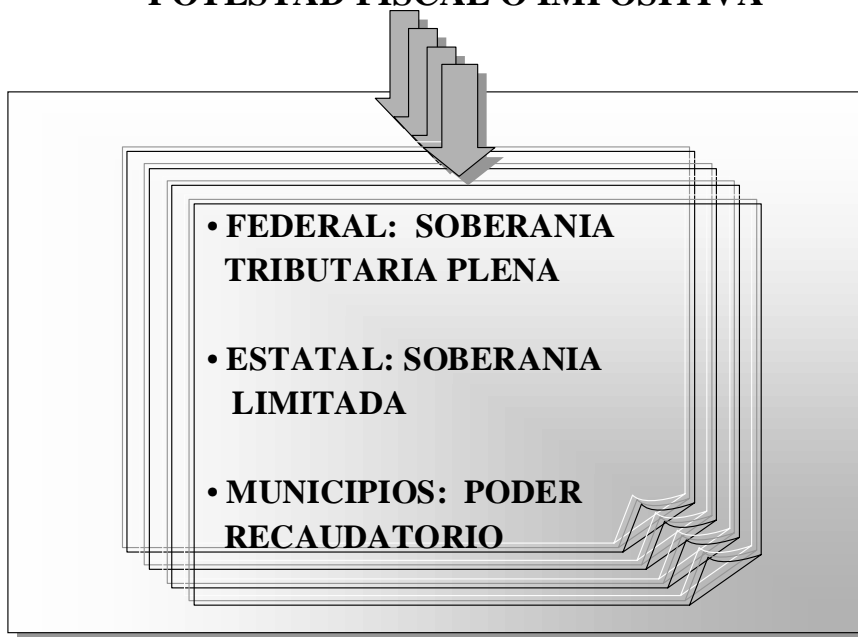 POTESTAD FISCAL O IMPOSITIVA
• FEDERAL: SOBERANIA
TRIBUTARIA PLENA
• ESTATAL: SOBERANIA
LIMITADA
• MUNICIPIOS: PODER
RECAUDATORIO